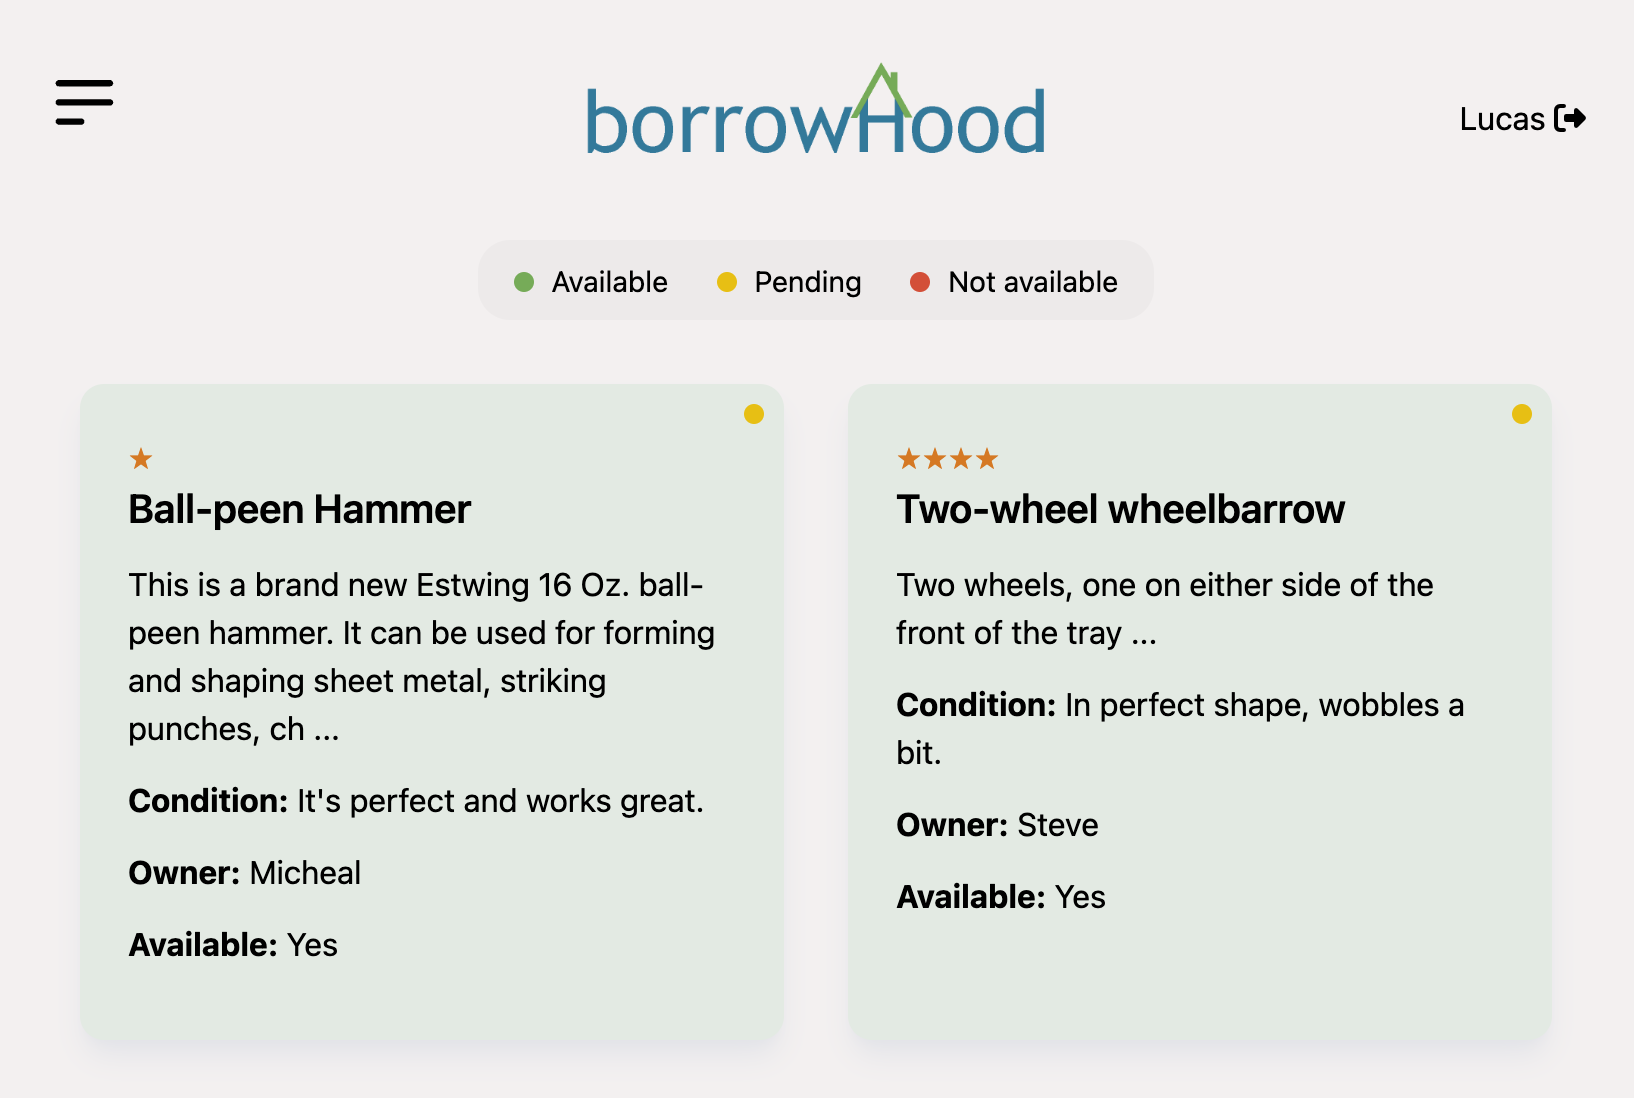 borrowHood
Lucas
Available
Pending
Not available
Ball-peen Hammer
This is a brand new Estwing 16 Oz. ball-
peen hammer. It can be used for forming
and shaping sheet metal, striking
punches, ch ...
Condition: It's perfect and works great.
Owner: Micheal
Available: Yes
Two-wheel wheelbarrow
Two wheels, one on either side of the
front of the tray ...
Condition: In perfect shape, wobbles a
bit.
Owner: Steve
Available: Yes